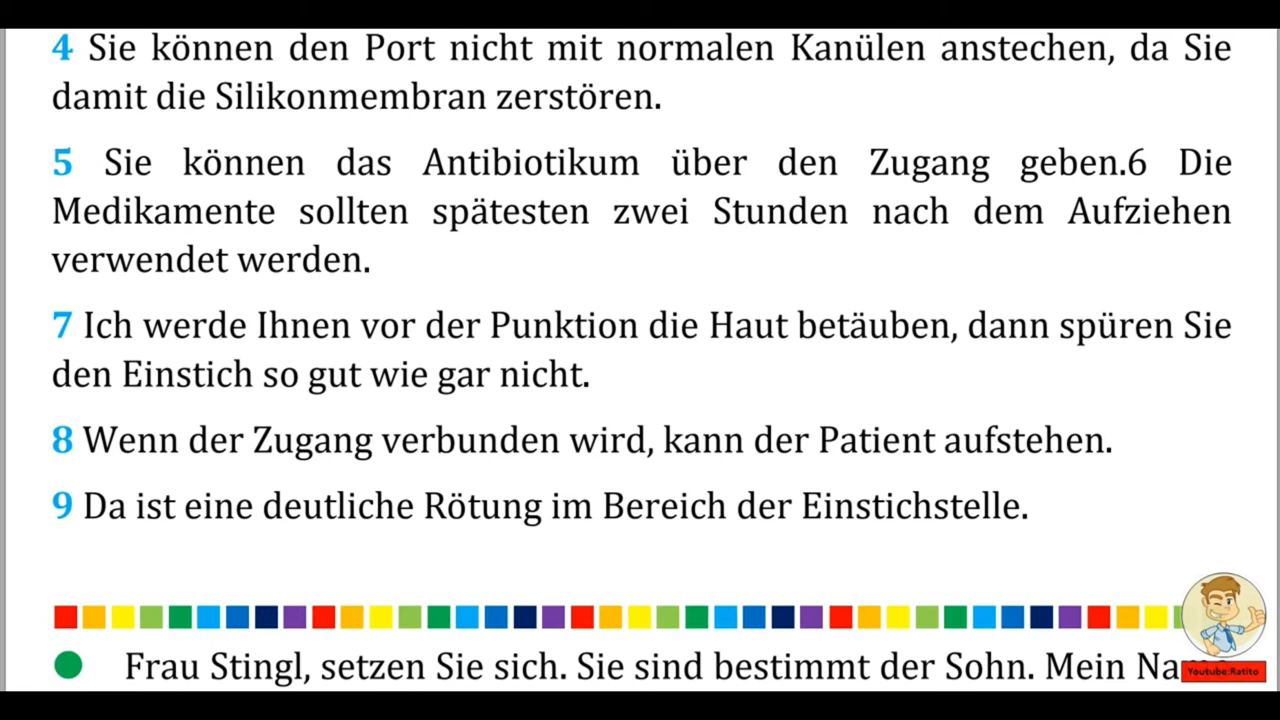 4 Sie können den Port nicht mit normalen Kanülen anstechen, da Sie
damit die Silikonmembran zerstören.
5 Sie können das Antibiotikum über den Zugang geben.6 Die
Medikamente sollten spätesten zwei Stunden nach dem Aufziehen
verwendet werden.
7 Ich werde Ihnen vor der Punktion die Haut betäuben, dann spüren Sie
den Einstich so gut wie gar nicht.
8 Wenn der Zugang verbunden wird, kann der Patient aufstehen.
9 Da ist eine deutliche Rötung im Bereich der Einstichstelle.
Frau Stingl, setzen Sie sich. Sie sind bestimmt der Sohn. Mein
Youtube:Ratito